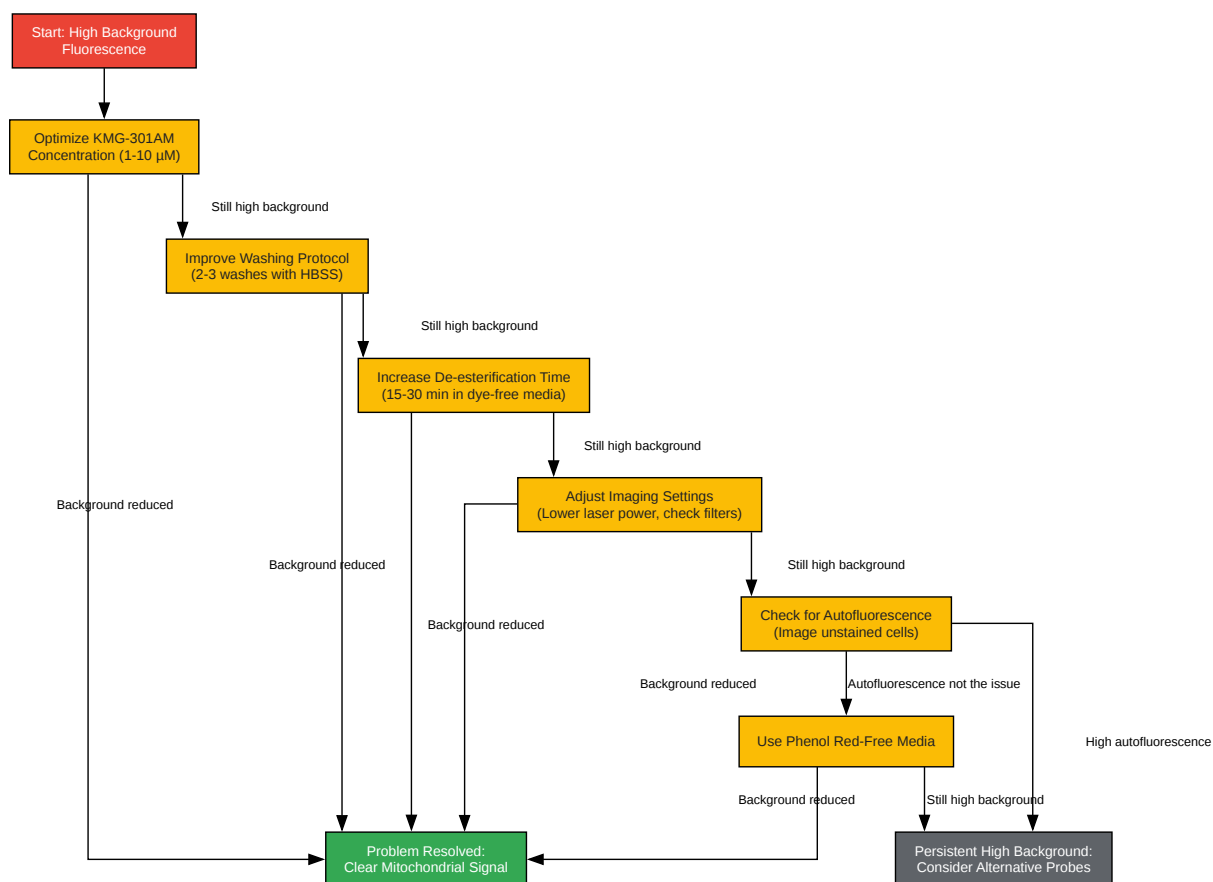 Start: High Background
Fluorescence
Optimize KMG-301AM
Concentration (1-10 µM)
Still high background
Improve Washing Protocol
(2-3 washes with HBSS)
Still high background
Increase De-esterification Time
(15-30 min in dye-free media)
Still high background
Adjust Imaging Settings
(Lower laser power, check filters)
Background reduced
Background reduced
Still high background
Check for Autofluorescence
(Image unstained cells)
Background reduced
Background reduced
Autofluorescence not the issue
Use Phenol Red-Free Media
High autofluorescence
Background reduced
Still high background
Problem Resolved:
Clear Mitochondrial Signal
Persistent High Background:
Consider Alternative Probes